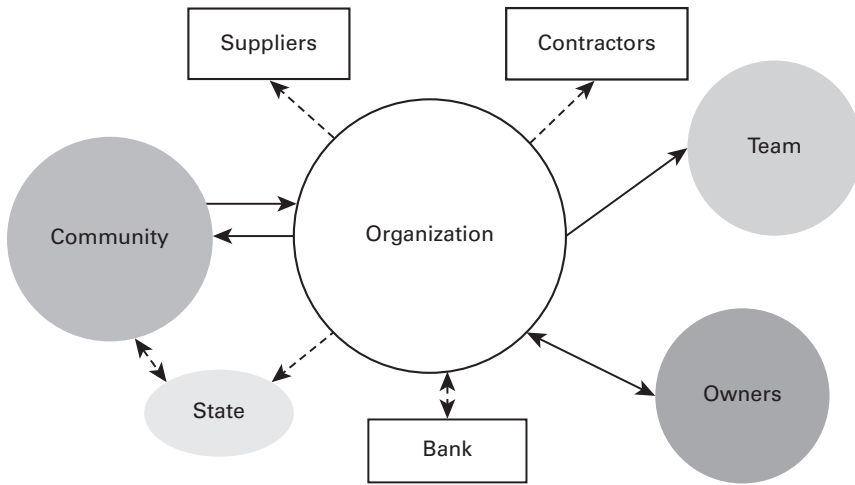 Suppliers
Contractors
Team
Community
Organization
Owners
State
Bank